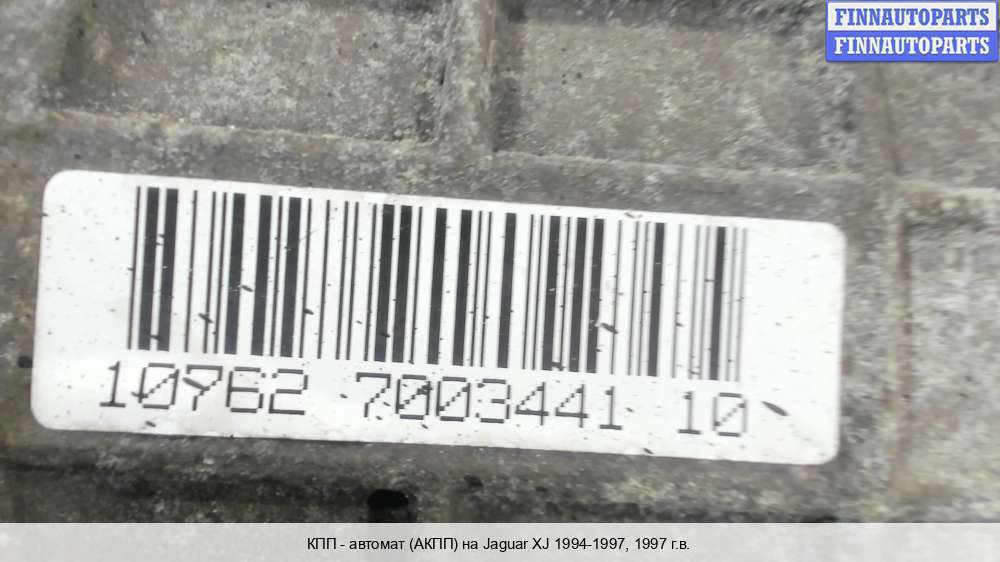 FINNAUTOPARTS
FINNAUTOPARTS
10762 7003441 10
КПП - автомат (АКПП) на Jaguar XJ 1994-1997, 1997 г.в.